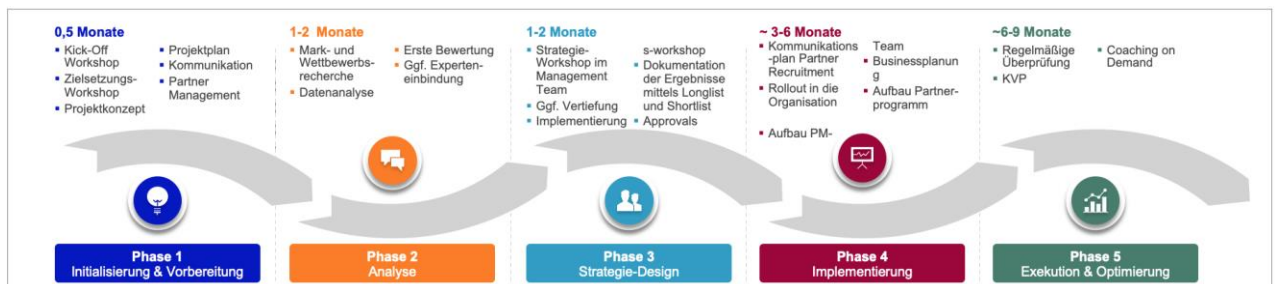 0,5 Monate
Kick-Off
Workshop
Zielsetzungs-
Workshop
Projektkonzept
Projektplan
Kommunikation
Partner
Management
1-2 Monate
Mark- und
Wettbewerbs-
recherche
Datenanalyse
Erste Bewertung
Ggf. Experten-
einbindung
1-2 Monate
Strategie-
Workshop im
Management
Team
Ggf. Vertiefung
Implementierung
s-workshop
Dokumentation
der Ergebnisse
mittels Longlist
und Shortlist
Approvals
~ 3-6 Monate
Kommunikations
-plan Partner
Recruitment
Rollout in die
Organisation
Aufbau PM-
Team
Businessplanun
g
Aufbau Partner-
programm
~6-9 Monate
Regelmäßige
Überprüfung
KVP
Coaching on
Demand
Phase 1
Initialisierung & Vorbereitung
Phase 2
Analyse
Phase 3
Strategie-Design
Phase 4
Implementierung
Phase 5
Exekution & Optimierung